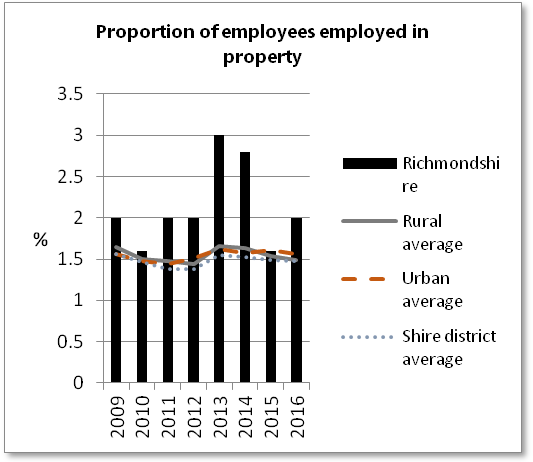 Proportion of employees employed in
property
3.5
3
2.5
2
1.5
1
0.5
0
%
2009
2010
2011
2012
2013
2014
2015
2016
Richmondshi
re
Rural
average
Urban
average
Shire district
average